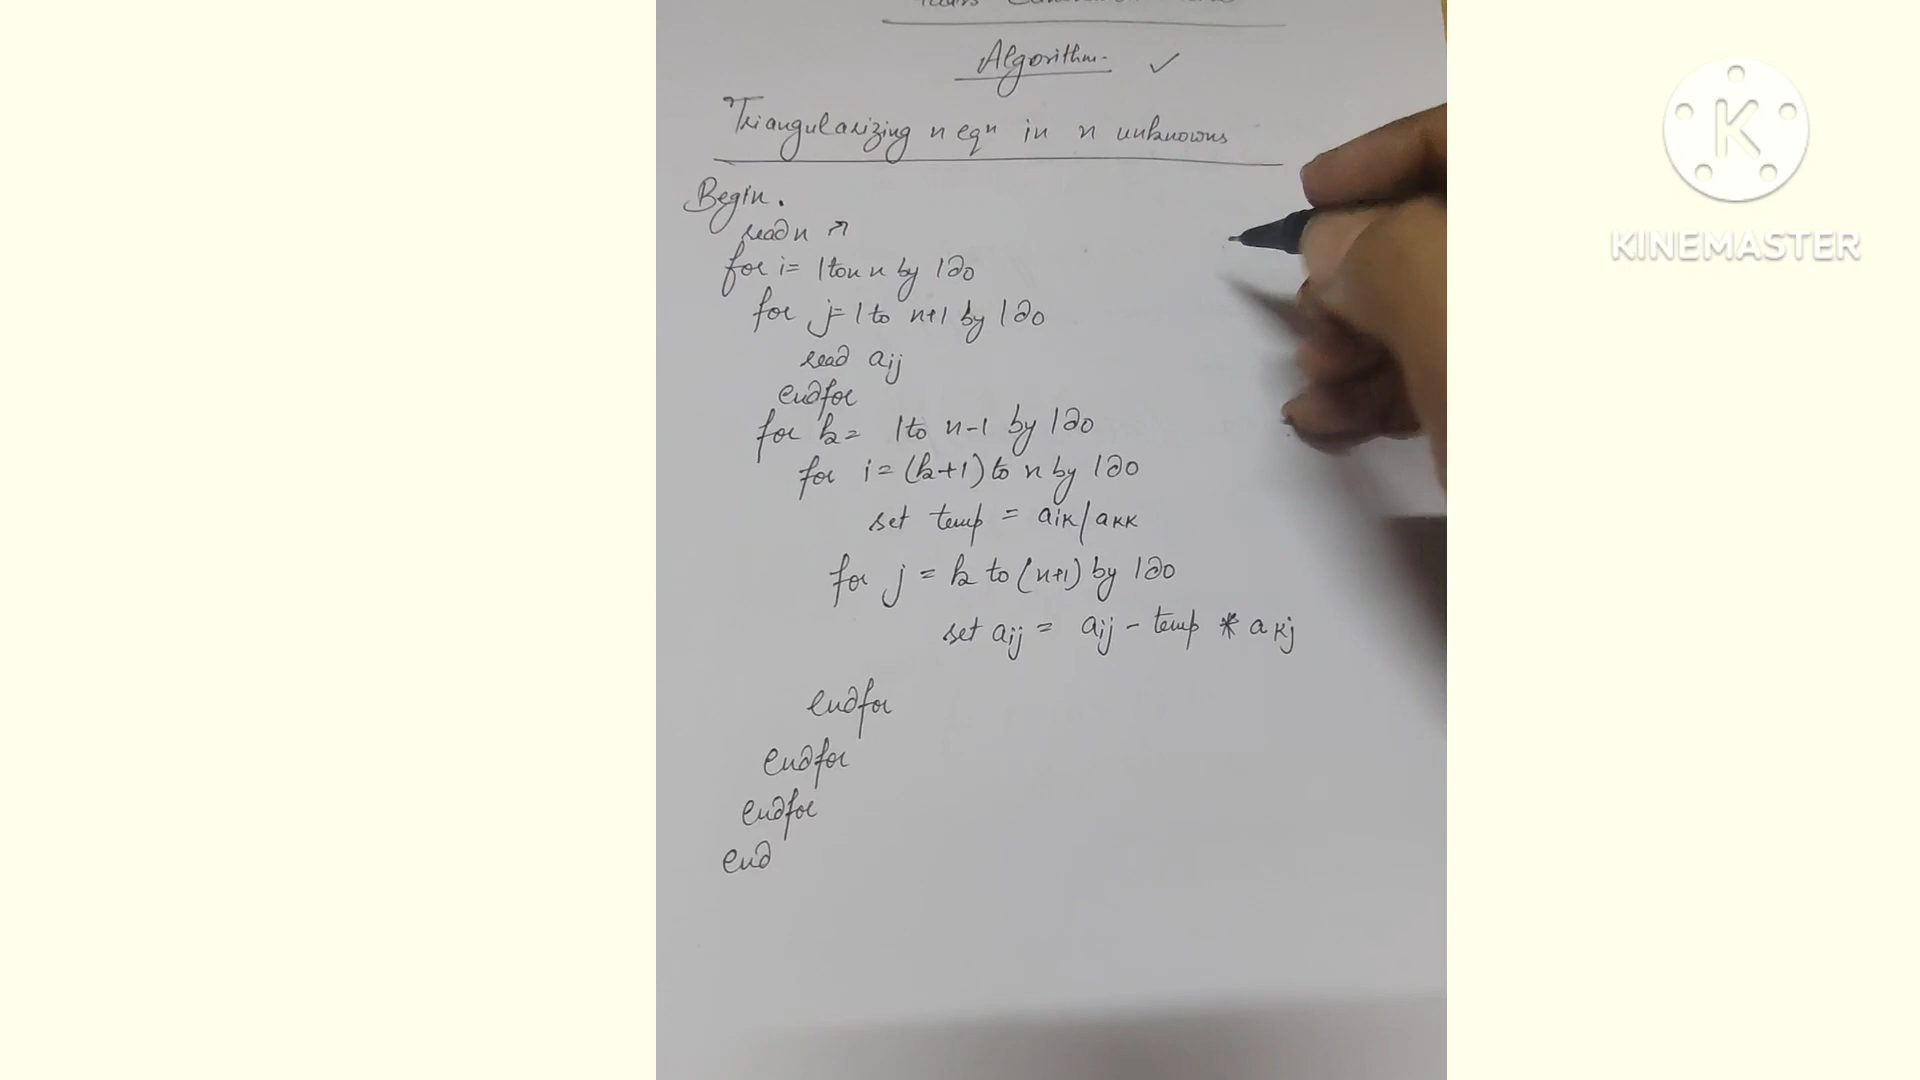 Algorithm.
Triangularizing n eqn in n unknowns
Begin.
read n
for i= 1 to n by 1 do
for j= 1 to n+1 by 1 do
read aij
endfor
for k= 1 to n-1 by 1 do
for i = (k+1) to n by 1 do
set temp = aik/akk
for j = k to (n+1) by 1 do
set aij = aij - temp * akj
endfor
endfor
endfor
end
KINEMASTER